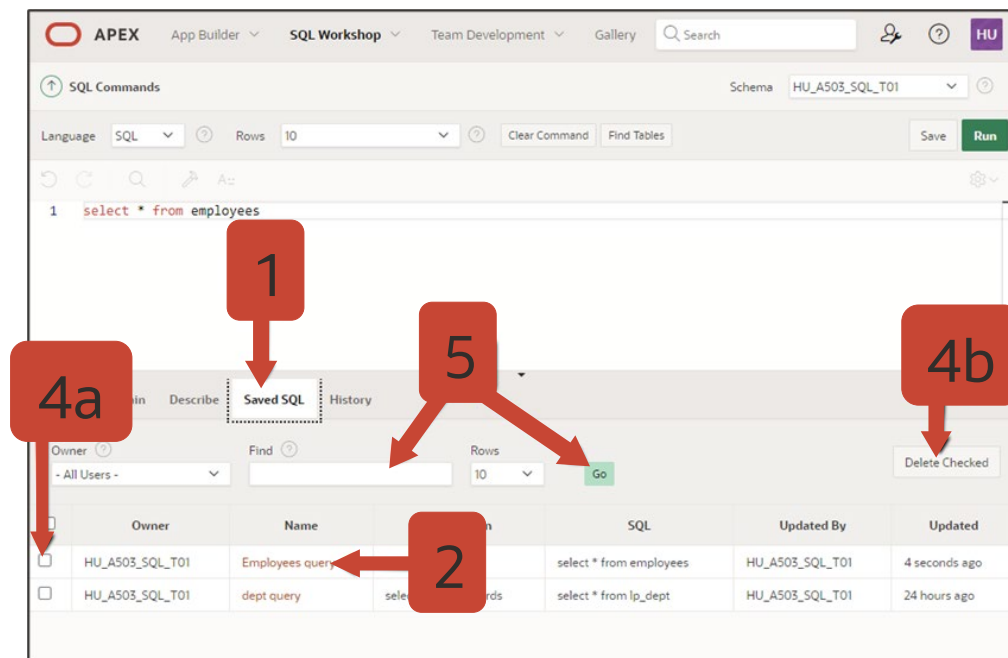 APEX App Builder SQL Workshop Team Development Gallery Search HU
SQL Commands Schema HU_A503_SQL_T01
Language SQL Rows 10 Clear Command Find Tables Save Run
1 select * from employees
1
5
4b
4a
Describe Saved SQL History
Owner Find Rows
- All Users - 10 Go Delete Checked
Owner Name SQL Updated By Updated
HU_A503_SQL_T01 Employees query select * from employees HU_A503_SQL_T01 4 seconds ago
2
HU_A503_SQL_T01 dept query select * from lp_dept HU_A503_SQL_T01 24 hours ago